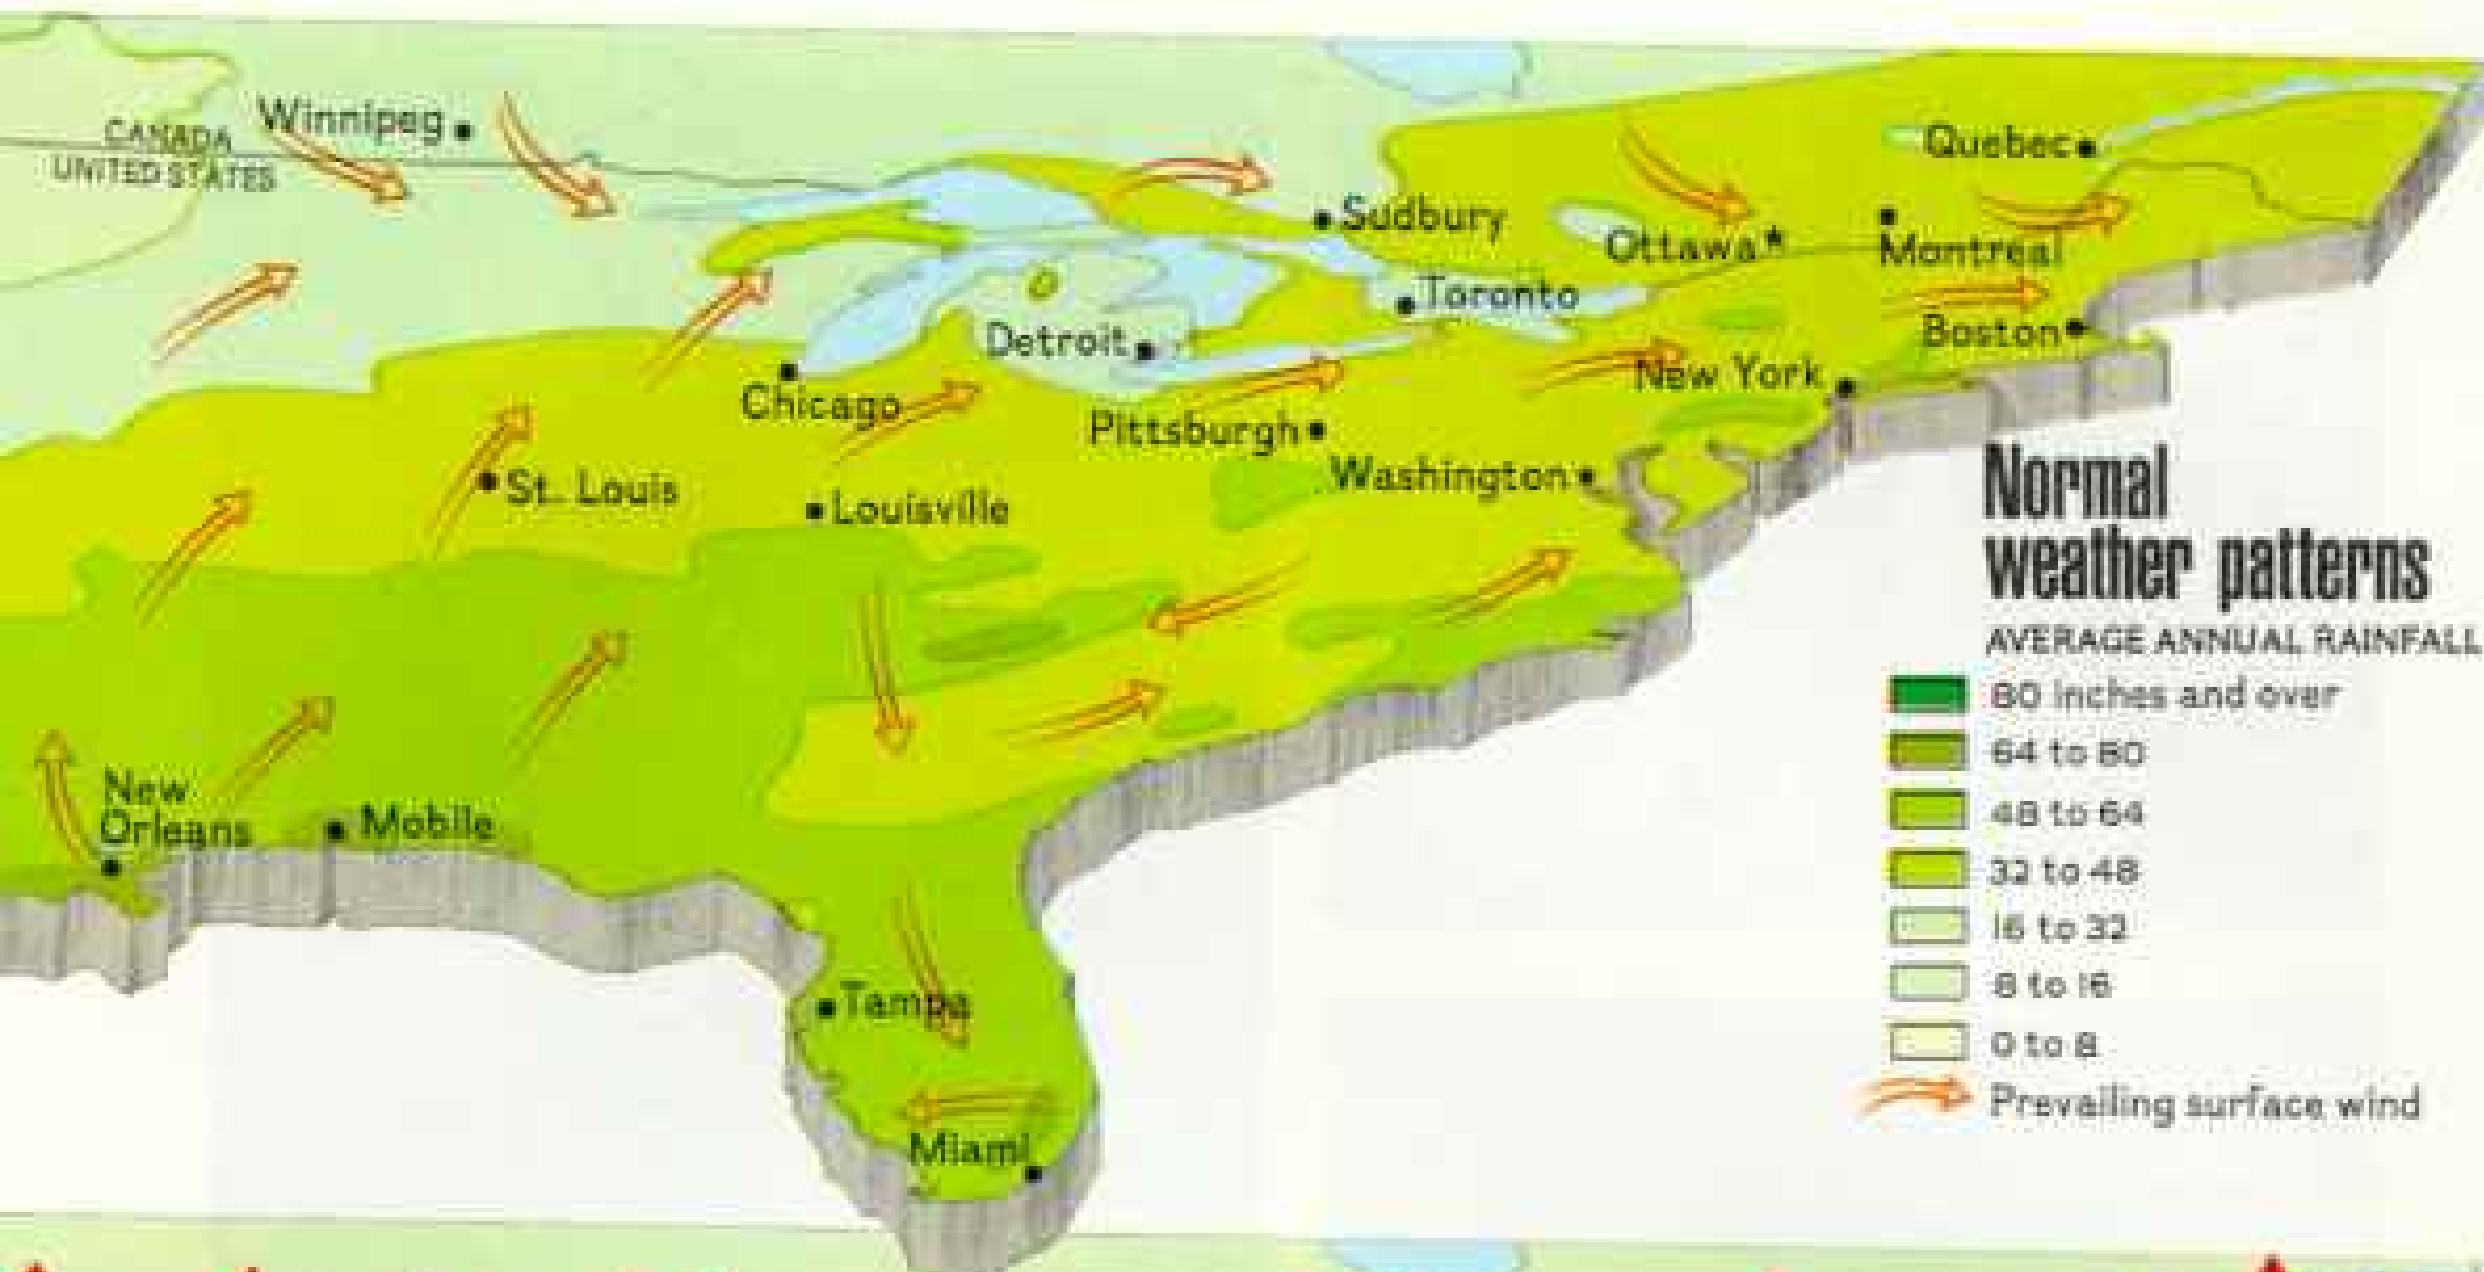 Winnipeg
CANADA
UNITED STATES
Quebec
Sudbury
Ottawa
Montreal
Toronto
Detroit
Boston
Chicago
New York
Pittsburgh
Washington
St. Louis
Louisville
New
Orleans
Mobile
Tampa
Miami
Normal
weather patterns
AVERAGE ANNUAL RAINFALL
80 inches and over
64 to 80
48 to 64
32 to 48
16 to 32
8 to 16
0 to 8
Prevailing surface wind